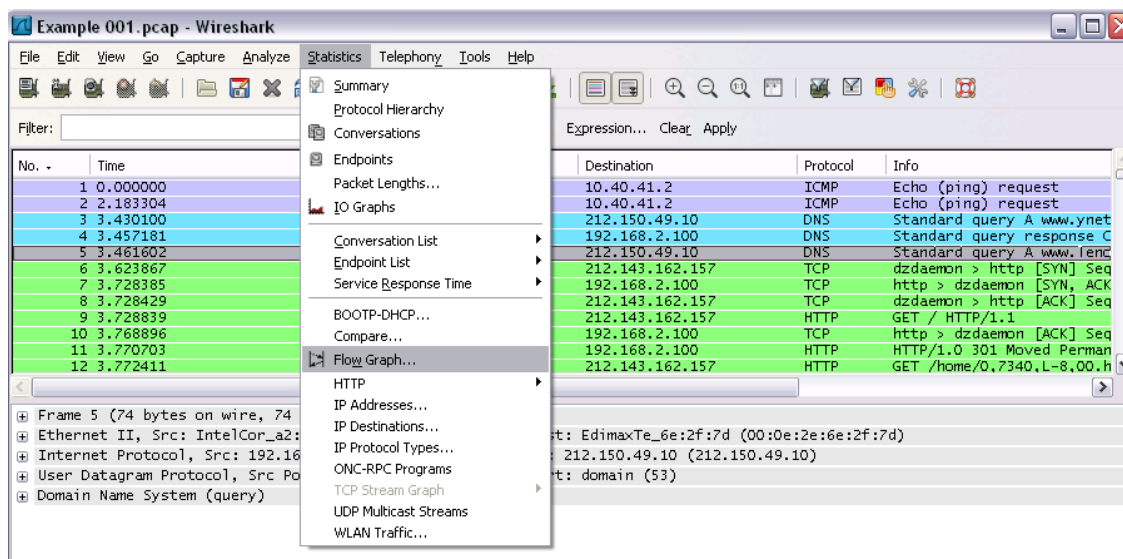 Example 001.pcap - Wireshark
File Edit View Go Capture Analyze Statistics Telephony Tools Help
Summary
Protocol Hierarchy
Conversations
Endpoints
Packet Lengths...
IO Graphs
Conversation List
Endpoint List
Service Response Time
BOOTP-DHCP...
Compare...
Flow Graph...
HTTP
IP Addresses...
IP Destinations...
IP Protocol Types...
ONC-RPC Programs
TCP Stream Graph
UDP Multicast Streams
WLAN Traffic...
Filter: Expression... Clear Apply
No. Time Destination Protocol Info
1 0.000000 10.40.41.2 ICMP Echo (ping) request
2 2.183304 10.40.41.2 ICMP Echo (ping) request
3 3.430100 212.150.49.10 DNS Standard query A www.ynet
4 3.457181 192.168.2.100 DNS Standard query response C
5 3.461602 212.150.49.10 DNS Standard query A
6 3.623867 212.143.162.157 TCP dzdaemon > http [SYN] Seq
7 3.728385 192.168.2.100 TCP http > dzdaemon [SYN, ACK
8 3.728429 212.143.162.157 TCP dzdaemon > http [ACK] Seq
9 3.728839 212.143.162.157 HTTP GET / HTTP/1.1
10 3.768896 192.168.2.100 TCP http > dzdaemon [ACK] Seq
11 3.770703 192.168.2.100 HTTP HTTP/1.0 301 Moved Perman
12 3.772411 212.143.162.157 HTTP GET /home/0,7340,L-8,00.h
Frame 5 (74 bytes on wire, 74
Ethernet II, Src: IntelCor_a2: st: EdimaxTe_6e:2f:7d (00:0e:2e:6e:2f:7d)
Internet Protocol, Src: 192.16 : 212.150.49.10 (212.150.49.10)
User Datagram Protocol, Src Po t: domain (53)
Domain Name System (query)